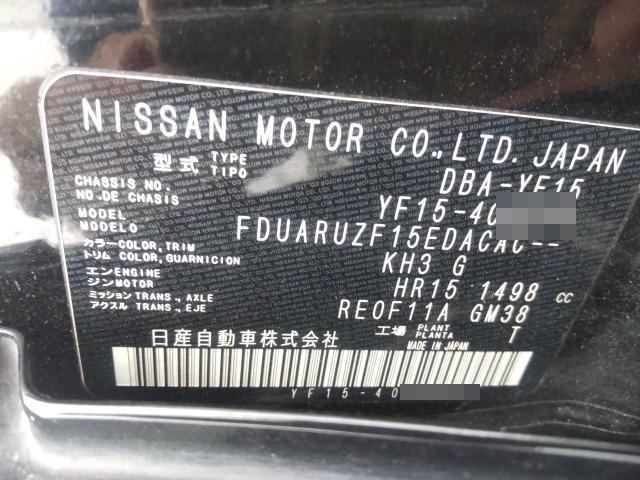 NISSAN MOTOR CO.,LTD. JAPAN
型式 TYPE TIPO DBA-YF15
CHASSIS NO. NO.DE CHASIS YF15-40
MODEL MODELO FDUARUZF15EDACAC--
カラー COLOR,TRIM トリム COLOR,GUARNICION KH3 G
エンジン ENGINE MOTOR HR15 1498 cc
ミッション TRANS., AXLE アクスル TRANS., EJE RE0F11A GM38
工場 PLANT PLANTA T
日産自動車株式会社 MADE IN JAPAN
YF15-40